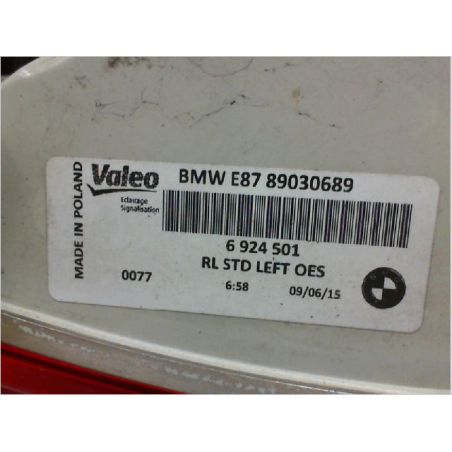 MADE IN POLAND
Valeo
Eclairage
Signalisation
BMW E87 89030689
6 924 501
RL STD LEFT OES
0077
6:58
09/06/15